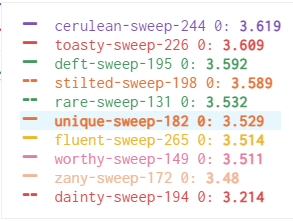 cerulean-sweep-244 0: 3.619
toasty-sweep-226 0: 3.609
deft-sweep-195 0: 3.592
stilted-sweep-198 0: 3.589
rare-sweep-131 0: 3.532
unique-sweep-182 0: 3.529
fluent-sweep-265 0: 3.514
worthy-sweep-149 0: 3.511
zany-sweep-172 0: 3.48
dainty-sweep-194 0: 3.214